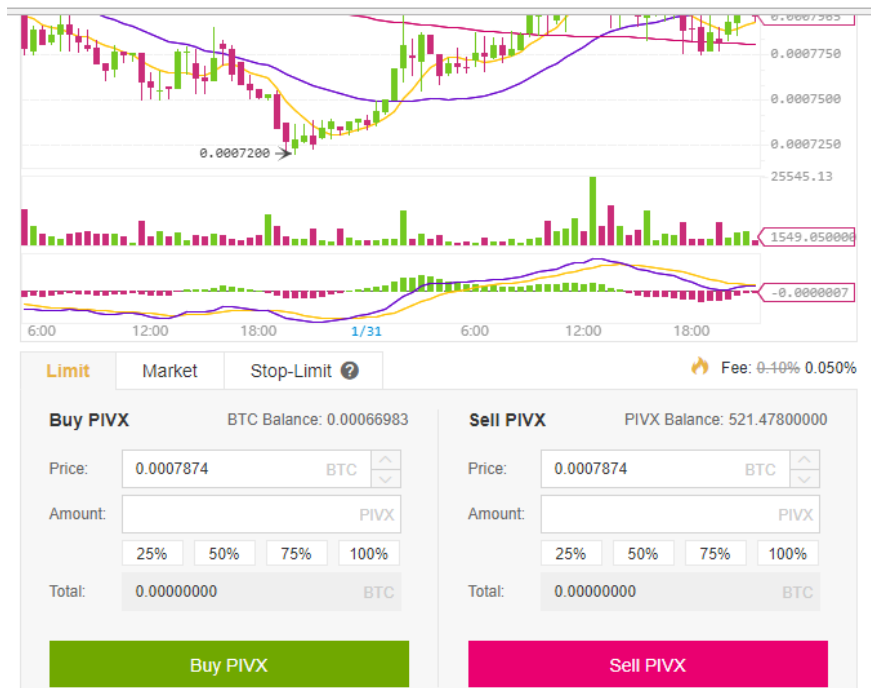 0.0007965
0.0007750
0.0007500
0.0007250
0.0007200
25545.13
1549.050000
-0.0000007
6:00 12:00 18:00 1/31 6:00 12:00 18:00
Limit Market Stop-Limit ? Fee: 0.10% 0.050%
Buy PIVX BTC Balance: 0.00066983
Price: 0.0007874 BTC
Amount: PIVX
25% 50% 75% 100%
Total: 0.00000000 BTC
Buy PIVX
Sell PIVX PIVX Balance: 521.47800000
Price: 0.0007874 BTC
Amount: PIVX
25% 50% 75% 100%
Total: 0.00000000 BTC
Sell PIVX